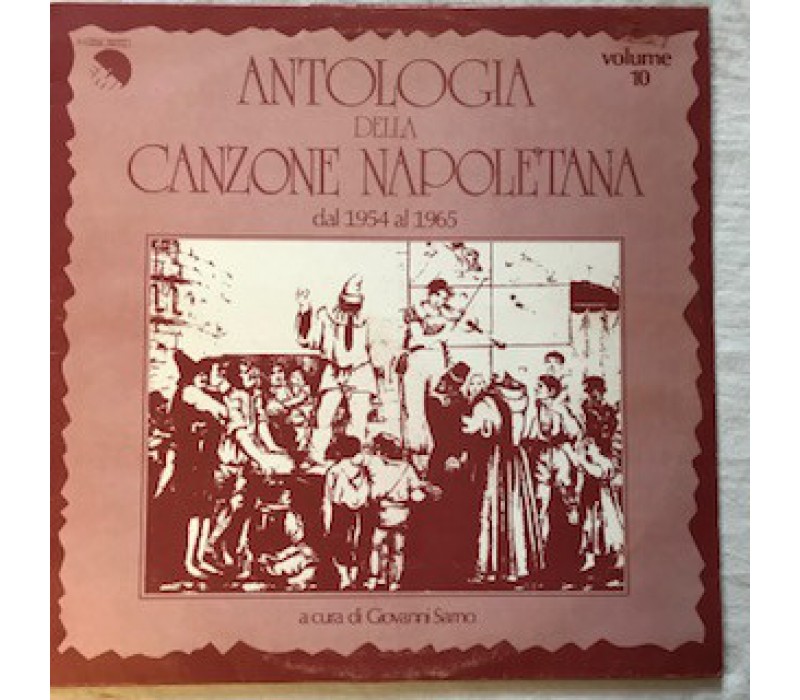 volume
10
ANTOLOGIA
DELLA
CANZONE NAPOLETANA
dal 1954 al 1965
a cura di Giovanni Sarno